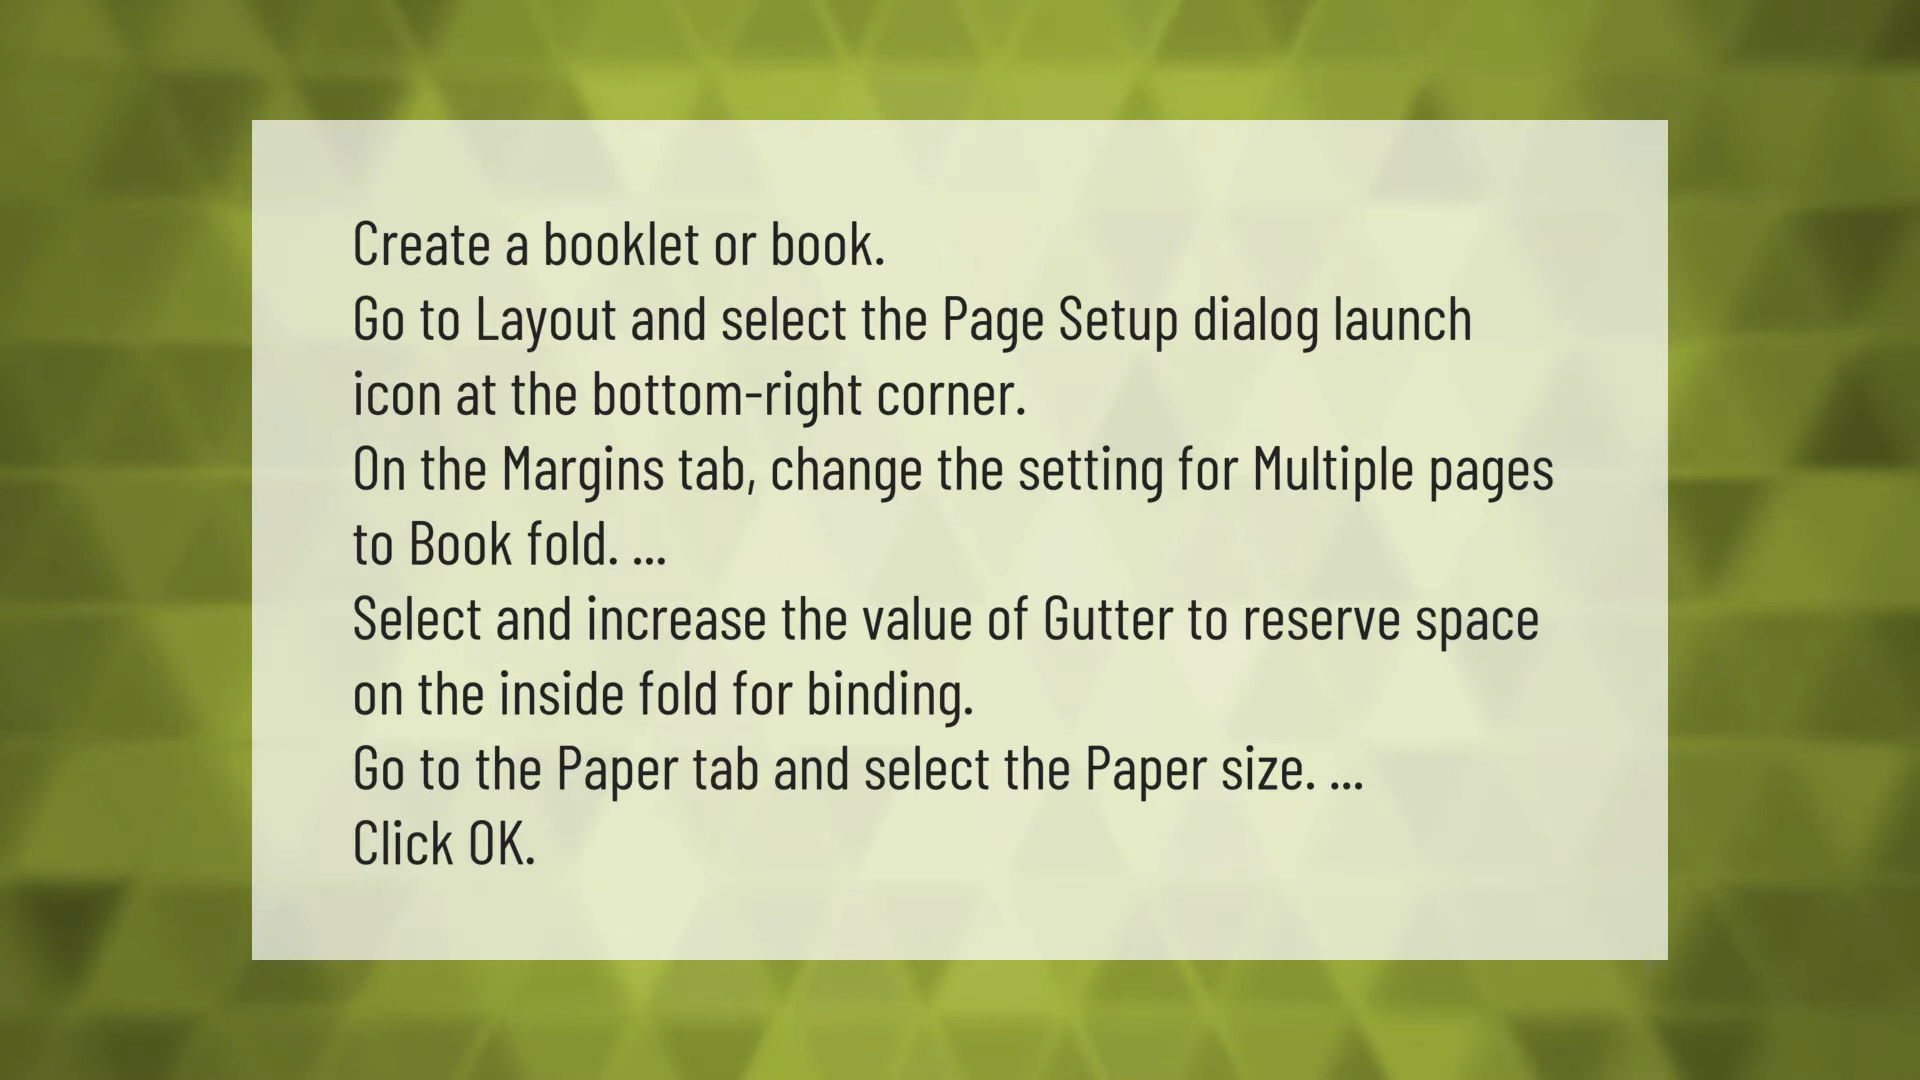 Create a booklet or book.
Go to Layout and select the Page Setup dialog launch
icon at the bottom-right corner.
On the Margins tab, change the setting for Multiple pages
to Book fold. ...
Select and increase the value of Gutter to reserve space
on the inside fold for binding.
Go to the Paper tab and select the Paper size. ...
Click OK.